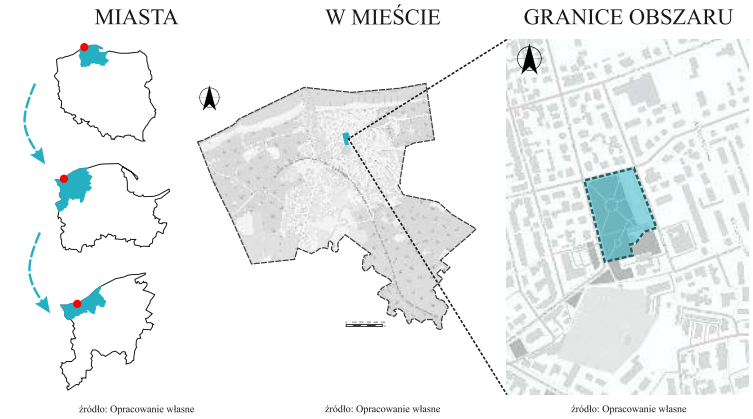 MIASTA
W MIEŚCIE
GRANICE OBSZARU
źródło: Opracowanie własne
źródło: Opracowanie własne
źródło: Opracowanie własne